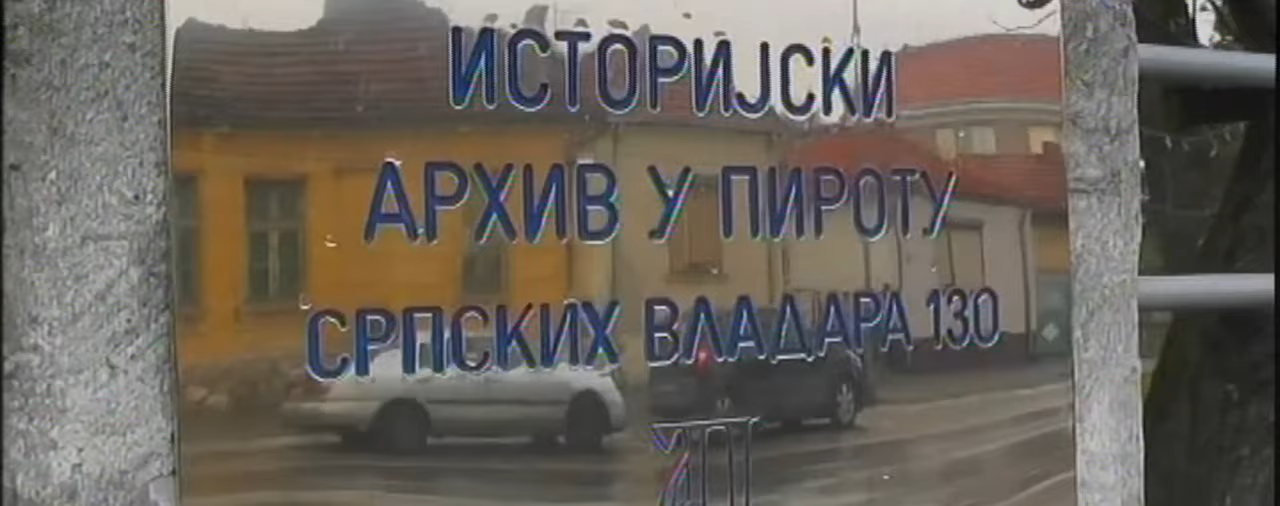 ИСТОРИЈСКИ
АРХИВ У ПИРОТУ
СРПСКИХ ВЛАДАРА 130